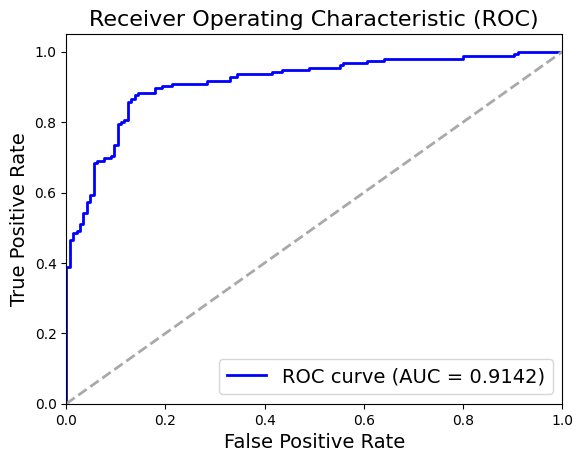 Receiver Operating Characteristic (ROC)
True Positive Rate
1.0
0.8
0.6
0.4
0.2
0.0
ROC curve (AUC = 0.9142)
0.0 0.2 0.4 0.6 0.8 1.0
False Positive Rate